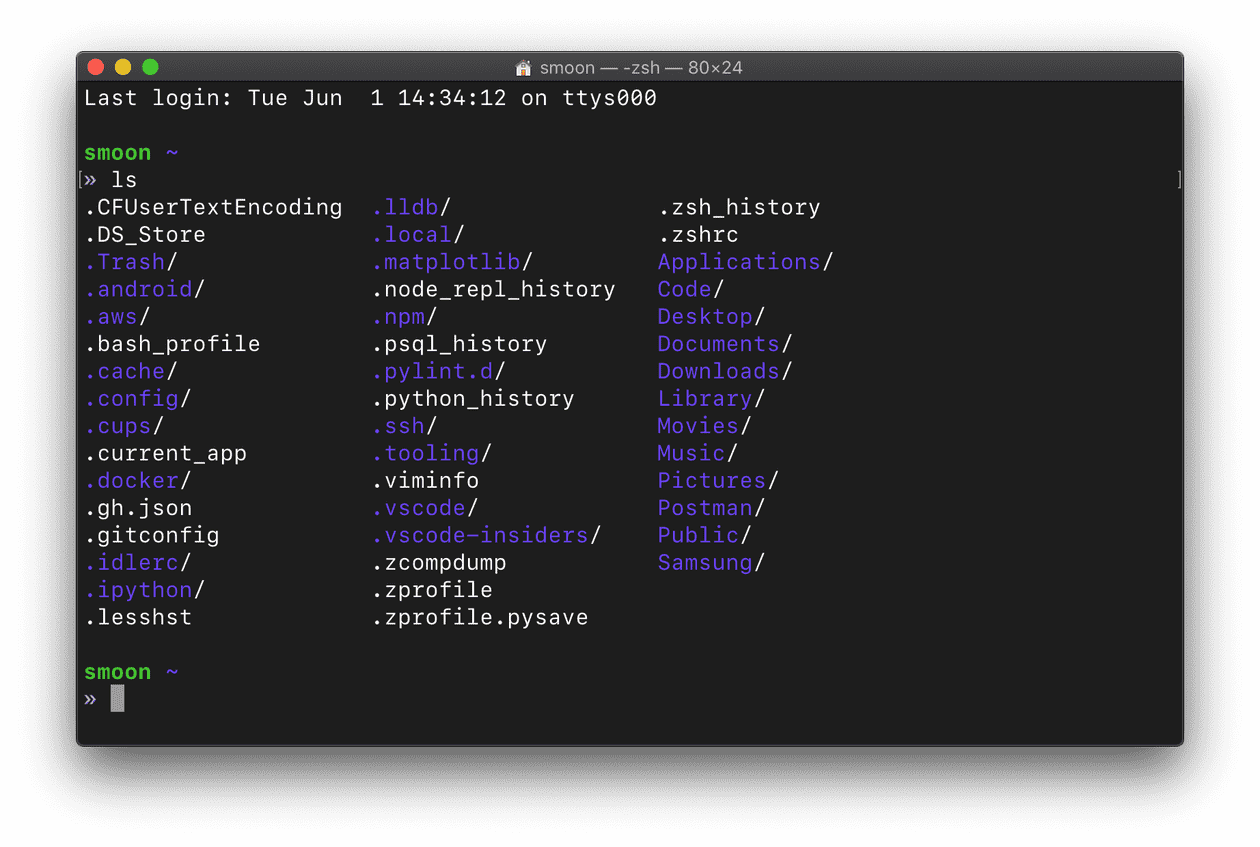 smoon — -zsh — 80×24
Last login: Tue Jun  1 14:34:12 on ttys000
smoon ~
[» ls ]
.CFUserTextEncoding  .lldb/               .zsh_history
.DS_Store            .local/              .zshrc
.Trash/              .matplotlib/         Applications/
.android/            .node_repl_history   Code/
.aws/                .npm/                Desktop/
.bash_profile        .psql_history        Documents/
.cache/              .pylint.d/           Downloads/
.config/             .python_history      Library/
.cups/               .ssh/                Movies/
.current_app         .tooling/            Music/
.docker/             .viminfo             Pictures/
.gh.json             .vscode/             Postman/
.gitconfig           .vscode-insiders/    Public/
.idlerc/             .zcompdump           Samsung/
.ipython/            .zprofile
.lesshst             .zprofile.pysave
smoon ~
»